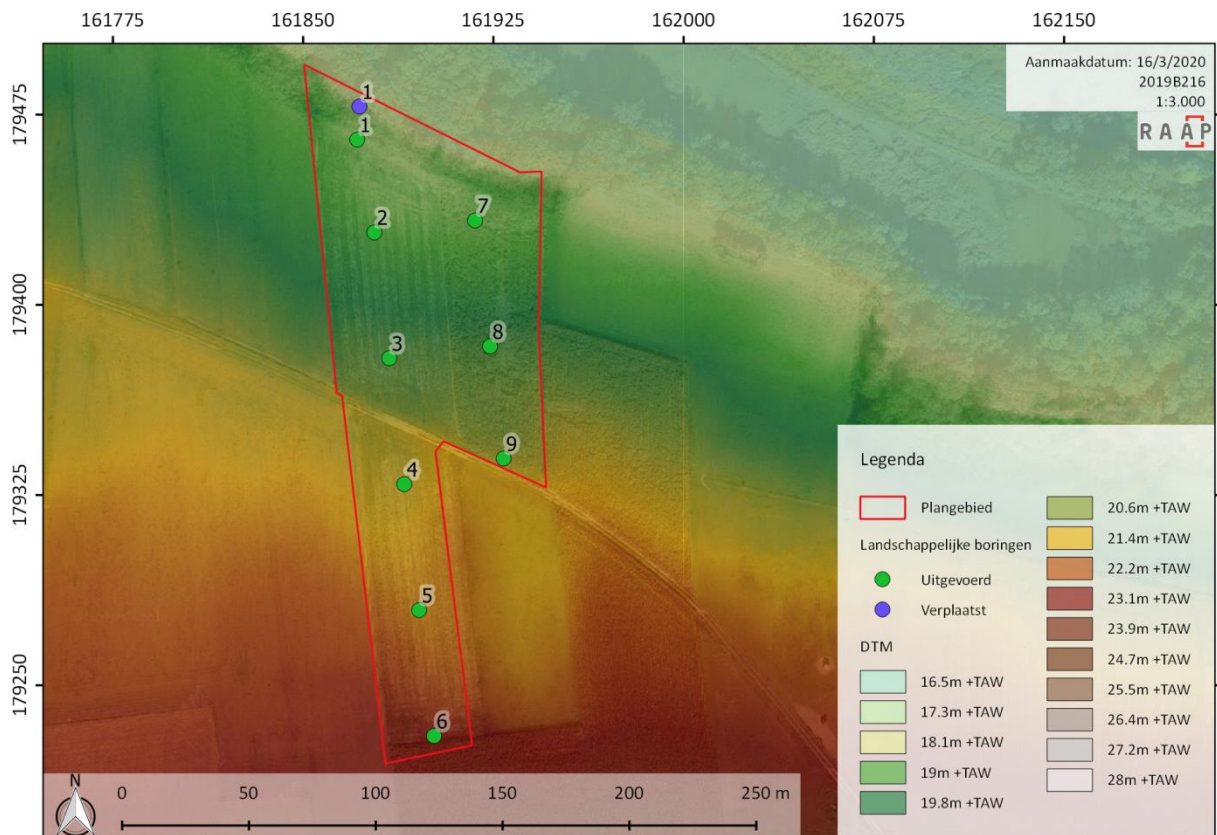 161775 161850 161925 162000 162075 162150
Aanmaakdatum: 16/3/2020
2019B216
1:3.000
RAAP
179475
179400
179325
179250
1
1
2
7
3
8
4
9
5
6
Legenda
Plangebied
Landschappelijke boringen
Uitgevoerd
Verplaatst
DTM
16.5m +TAW
17.3m +TAW
18.1m +TAW
19m +TAW
19.8m +TAW
20.6m +TAW
21.4m +TAW
22.2m +TAW
23.1m +TAW
23.9m +TAW
24.7m +TAW
25.5m +TAW
26.4m +TAW
27.2m +TAW
28m +TAW
N
0 50 100 150 200 250 m